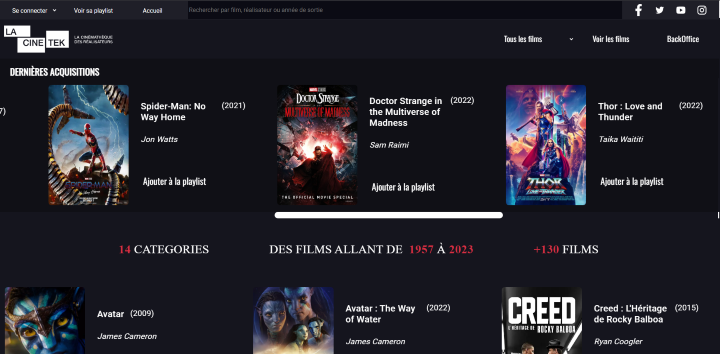 Se connecter
Voir sa playlist
Accueil
Rechercher par film, réalisateur ou année de sortie
LA
CINE TEK
LA CINÉMATHÈQUE
DES RÉALISATEURS
Tous les films
Voir les films
BackOffice
DERNIÈRES ACQUISITIONS
7)
Spider-Man: No
Way Home
(2021)
Jon Watts
Ajouter à la playlist
DOCTOR STRANGE
MULTIVERSE OF MADNESS
THE OFFICIAL MOVIE SPECIAL
Doctor Strange in
the Multiverse of
Madness
(2022)
Sam Raimi
Ajouter à la playlist
THOR
Thor : Love and
Thunder
(2022)
Taika Waititi
Ajouter à la playlist
14 CATEGORIES
DES FILMS ALLANT DE 1957 À 2023
+130 FILMS
Avatar
(2009)
James Cameron
Avatar : The Way
of Water
(2022)
James Cameron
CREED
L'HÉRITAGE DE ROCKY BALBOA
Creed : L'Héritage
de Rocky Balboa
(2015)
Ryan Coogler